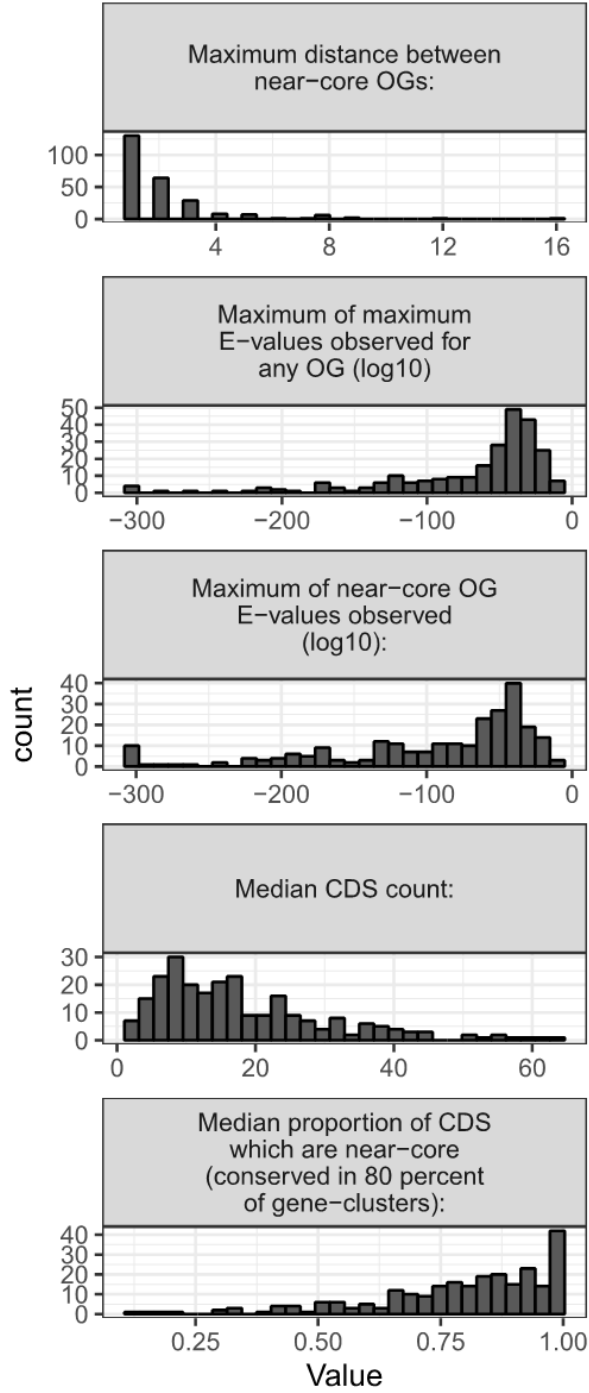 Maximum distance between
near−core OGs:
100
50
0
4 8 12 16
Maximum of maximum
E−values observed for
any OG (log10)
50
40
30
20
10
0
−300 −200 −100 0
Maximum of near−core OG
E−values observed
(log10):
40
30
20
10
0
−300 −200 −100 0
count
Median CDS count:
30
20
10
0
0 20 40 60
Median proportion of CDS
which are near−core
(conserved in 80 percent
of gene−clusters):
40
30
20
10
0
0.25 0.50 0.75 1.00
Value